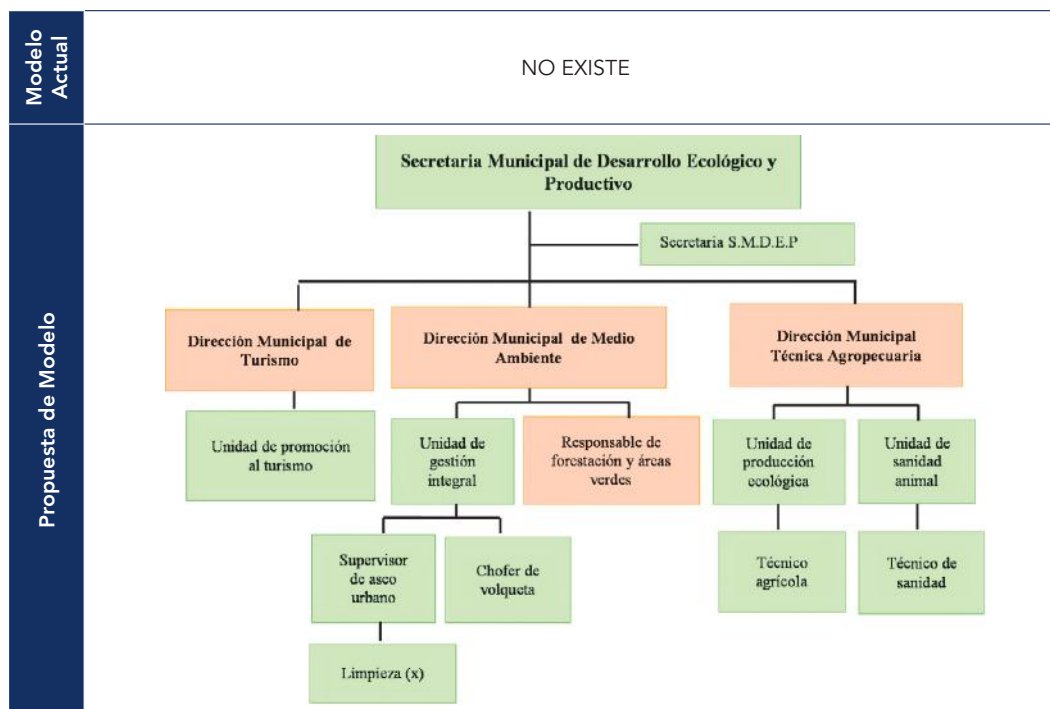 Modelo
Actual
NO EXISTE
Propuesta de Modelo
Secretaria Municipal de Desarrollo Ecológico y
Productivo
Secretaria S.M.D.E.P
Dirección Municipal de
Turismo
Dirección Municipal de Medio
Ambiente
Dirección Municipal
Técnica Agropecuaria
Unidad de promoción
al turismo
Unidad de
gestión
integral
Responsable de
forestación y áreas
verdes
Unidad de
producción
ecológica
Unidad de
sanidad
animal
Supervisor
de aseo
urbano
Chofer de
volqueta
Técnico
agrícola
Técnico de
sanidad
Limpieza (x)